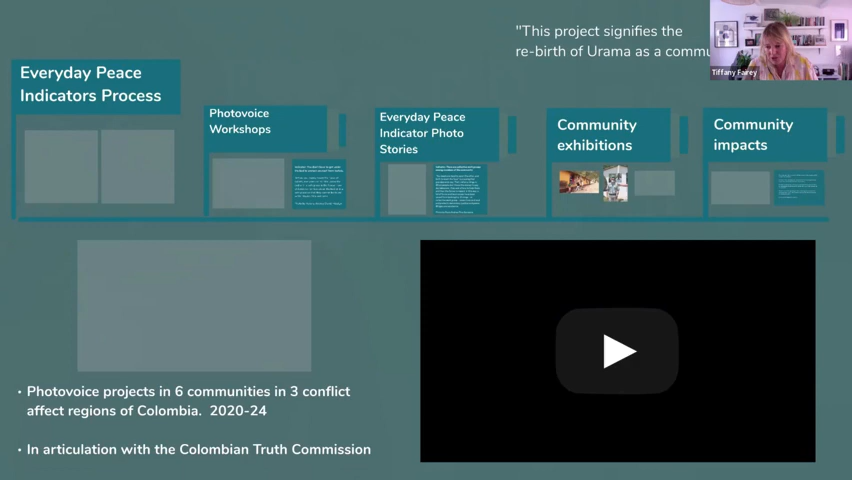 "This project signifies the
re-birth of Urama as a commu
Tiffany Fairey
Everyday Peace
Indicators Process
Photovoice
Workshops
Everyday Peace
Indicator Photo
Stories
Community
exhibitions
Community
impacts
• Photovoice projects in 6 communities in 3 conflict
affect regions of Colombia. 2020-24
• In articulation with the Colombian Truth Commission